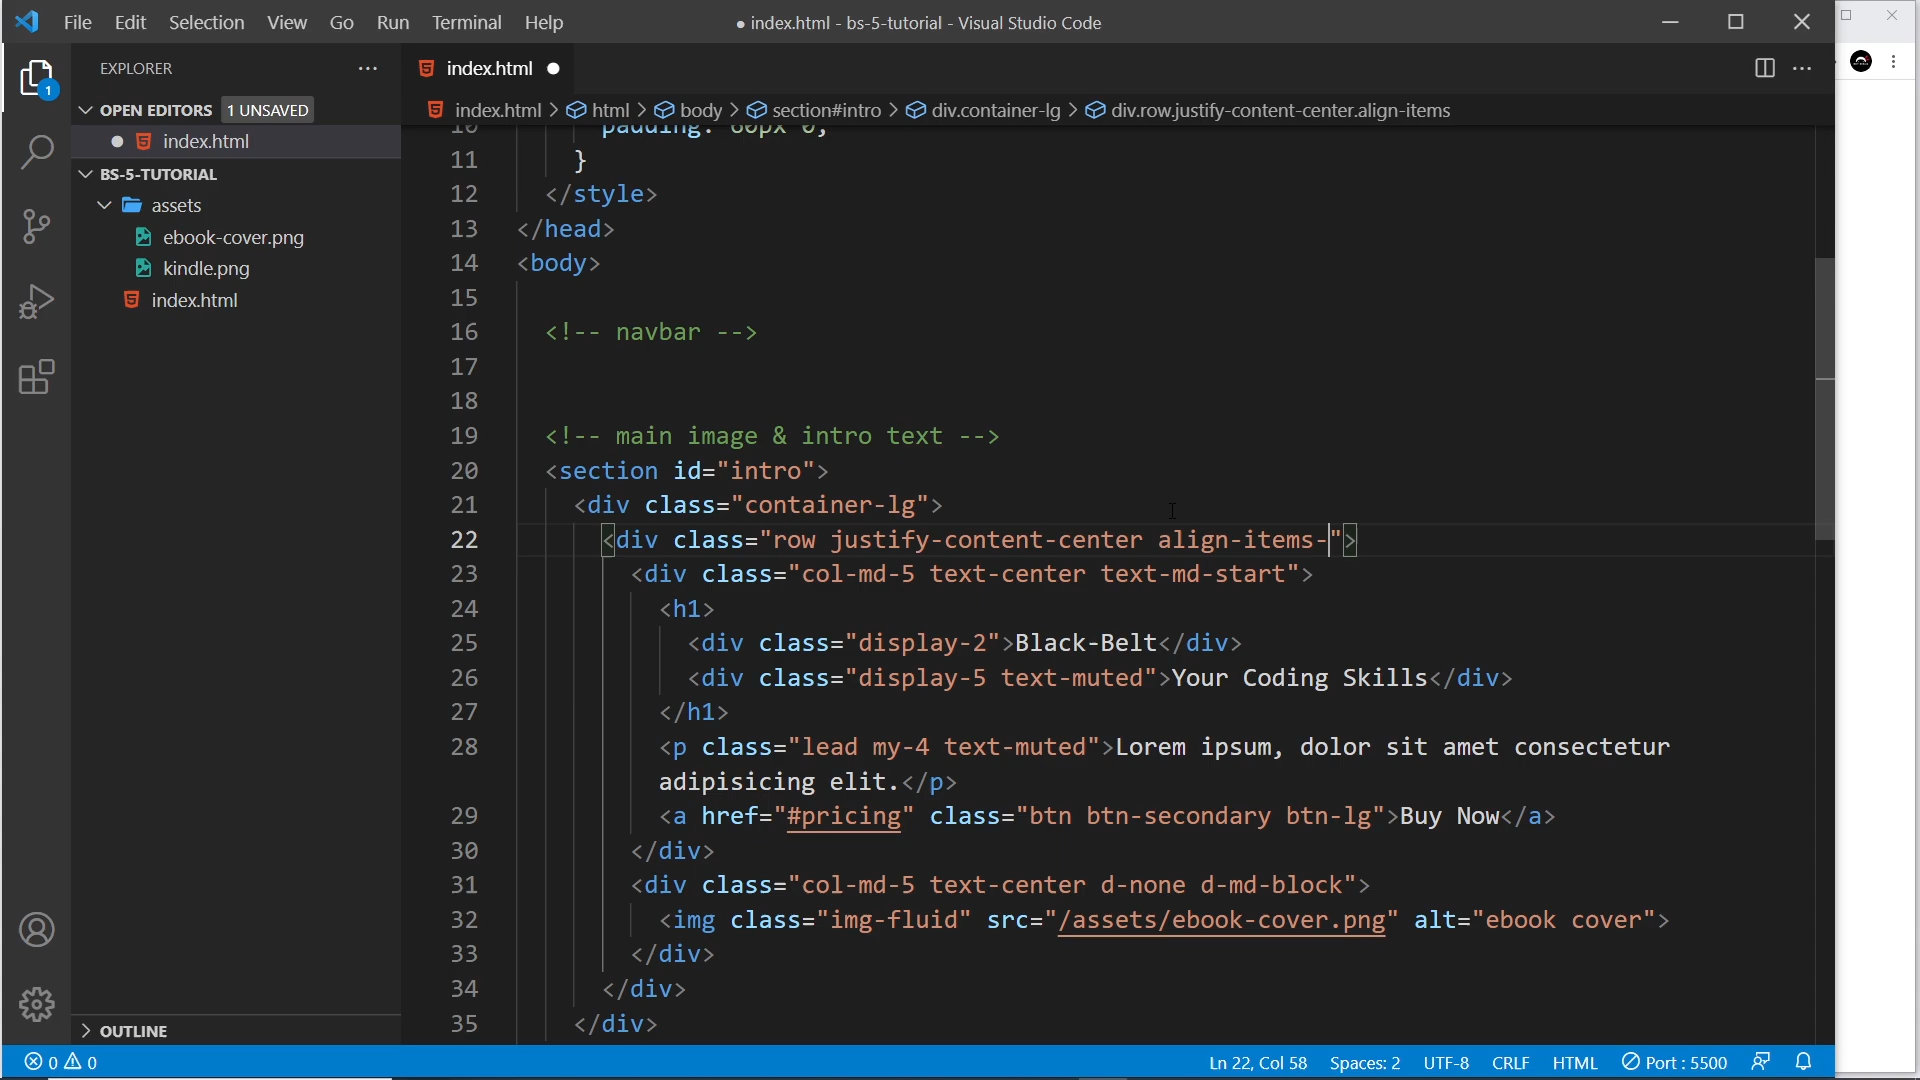 File Edit Selection View Go Run Terminal Help
● index.html - bs-5-tutorial - Visual Studio Code
EXPLORER
OPEN EDITORS 1 UNSAVED
index.html
BS-5-TUTORIAL
assets
ebook-cover.png
kindle.png
index.html
OUTLINE
1
index.html
index.html > html > body > section#intro > div.container-lg > div.row.justify-content-center.align-items
10 padding: 60px 0;
11 }
12 </style>
13 </head>
14 <body>
15
16 <!-- navbar -->
17
18
19 <!-- main image & intro text -->
20 <section id="intro">
21 <div class="container-lg">
22 <div class="row justify-content-center align-items-">
23 <div class="col-md-5 text-center text-md-start">
24 <h1>
25 <div class="display-2">Black-Belt</div>
26 <div class="display-5 text-muted">Your Coding Skills</div>
27 </h1>
28 <p class="lead my-4 text-muted">Lorem ipsum, dolor sit amet consectetur
adipisicing elit.</p>
29 <a href="#pricing" class="btn btn-secondary btn-lg">Buy Now</a>
30 </div>
31 <div class="col-md-5 text-center d-none d-md-block">
32 <img class="img-fluid" src="/assets/ebook-cover.png" alt="ebook cover">
33 </div>
34 </div>
35 </div>
0 0
Ln 22, Col 58 Spaces: 2 UTF-8 CRLF HTML Port : 5500